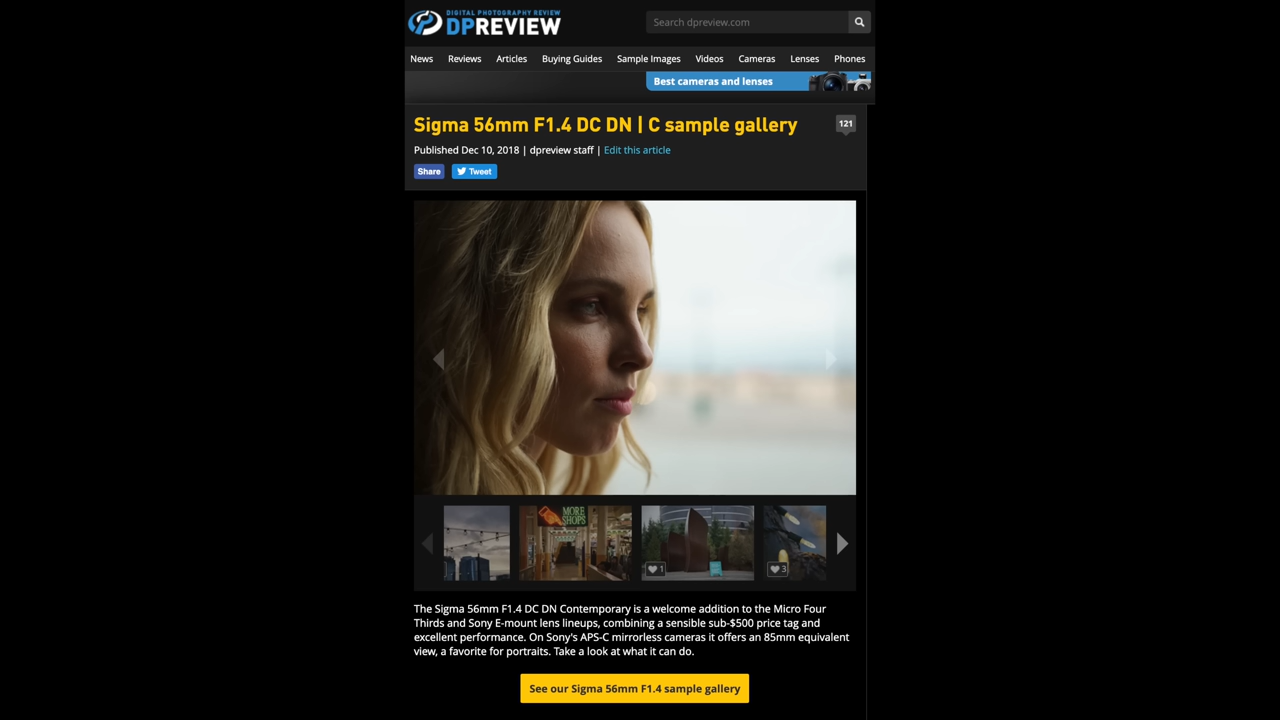 DIGITAL PHOTOGRAPHY REVIEW
DPREVIEW
Search dpreview.com
News Reviews Articles Buying Guides Sample Images Videos Cameras Lenses Phones
Best cameras and lenses
Sigma 56mm F1.4 DC DN | C sample gallery
121
Published Dec 10, 2018 | dpreview staff | Edit this article
Share Tweet
MORE
SHOPS
1
3
The Sigma 56mm F1.4 DC DN Contemporary is a welcome addition to the Micro Four
Thirds and Sony E-mount lens lineups, combining a sensible sub-$500 price tag and
excellent performance. On Sony's APS-C mirrorless cameras it offers an 85mm equivalent
view, a favorite for portraits. Take a look at what it can do.
See our Sigma 56mm F1.4 sample gallery